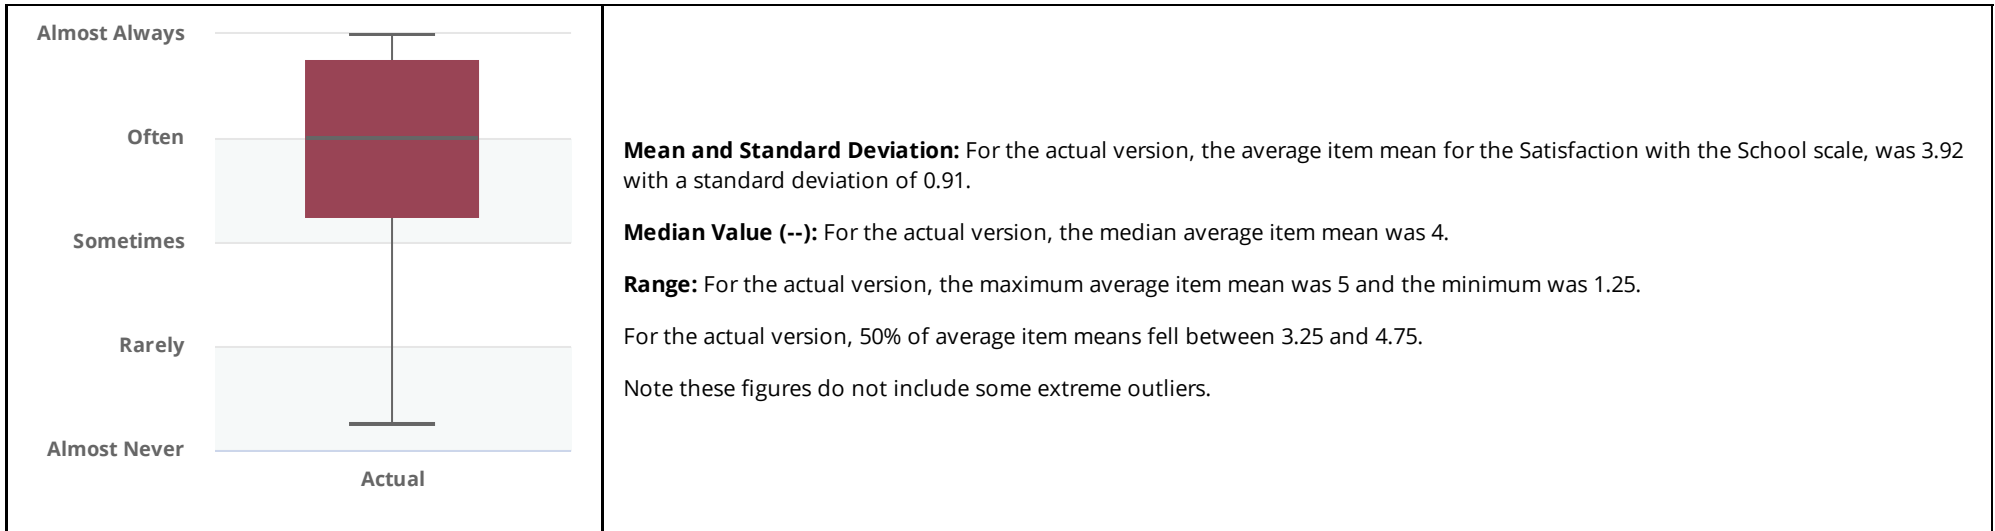 Almost Always
Often
Sometimes
Rarely
Almost Never
Actual
Mean and Standard Deviation: For the actual version, the average item mean for the Satisfaction with the School scale, was 3.92
with a standard deviation of 0.91.
Median Value (--): For the actual version, the median average item mean was 4.
Range: For the actual version, the maximum average item mean was 5 and the minimum was 1.25.
For the actual version, 50% of average item means fell between 3.25 and 4.75.
Note these figures do not include some extreme outliers.